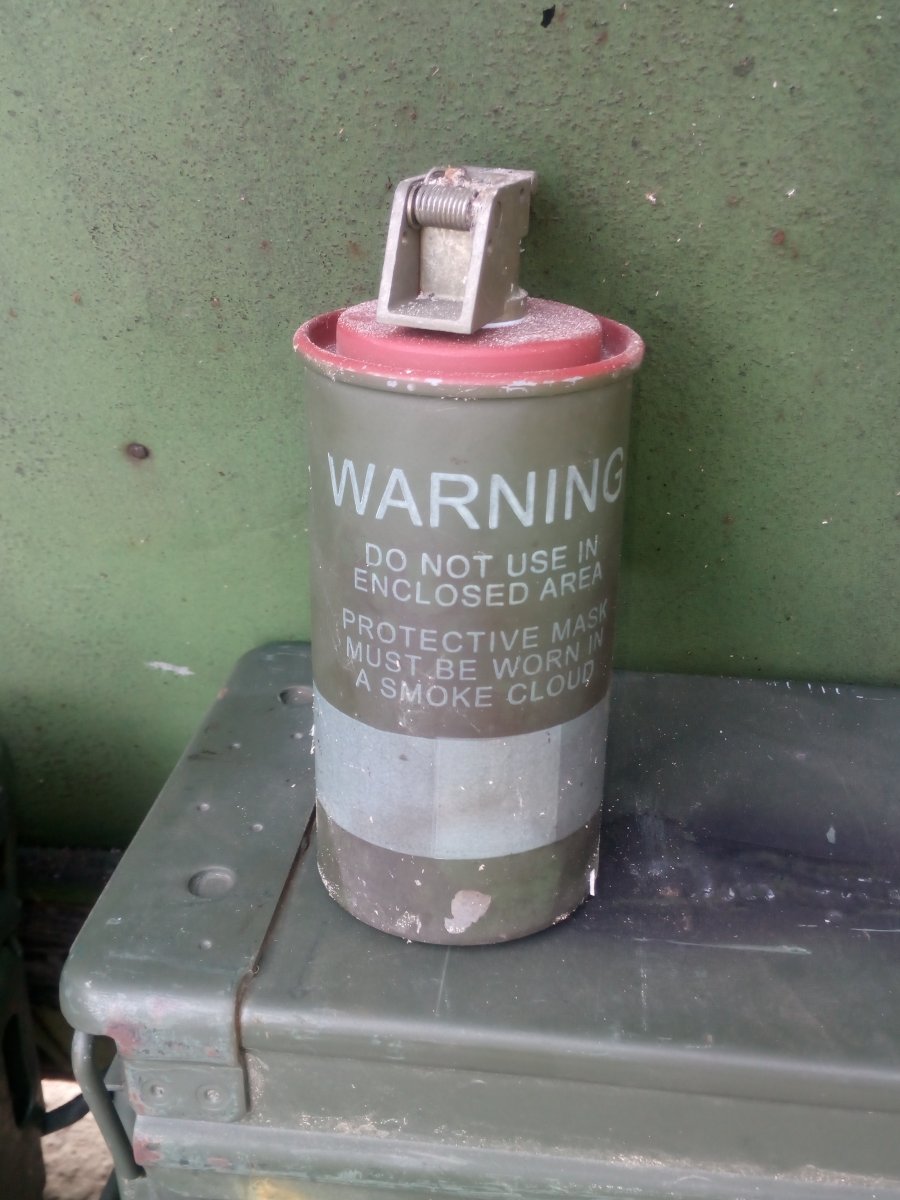 WARNING
DO NOT USE IN
ENCLOSED AREA
PROTECTIVE MASK
MUST BE WORN IN
A SMOKE CLOUD